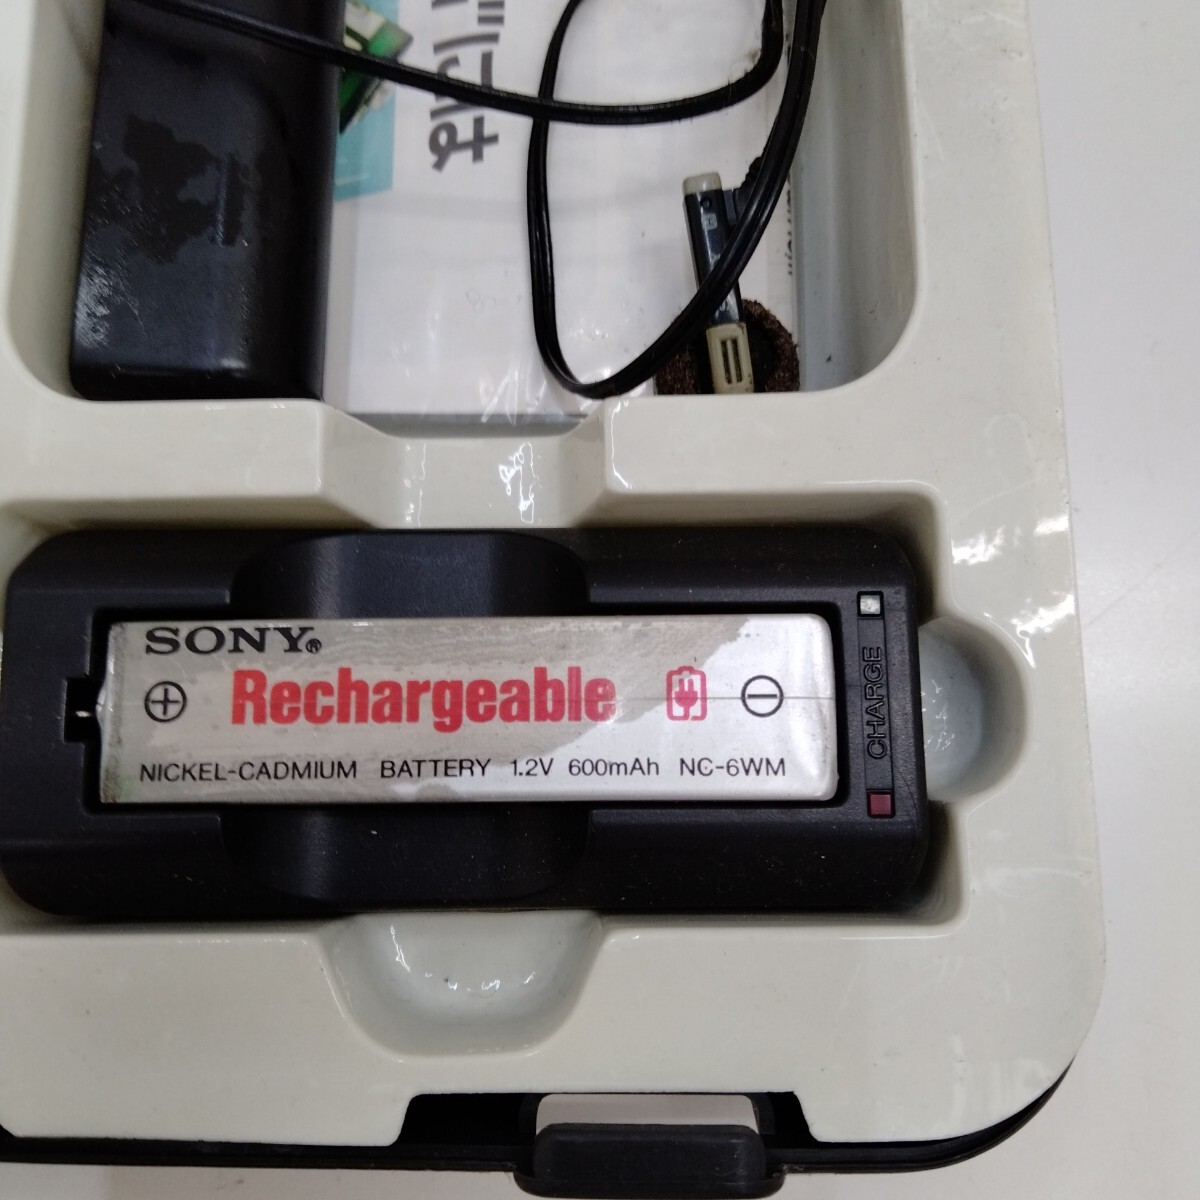 SONY®
⊕ Rechargeable ⊖
NICKEL-CADMIUM BATTERY 1.2V 600mAh NC-6WM
CHARGE